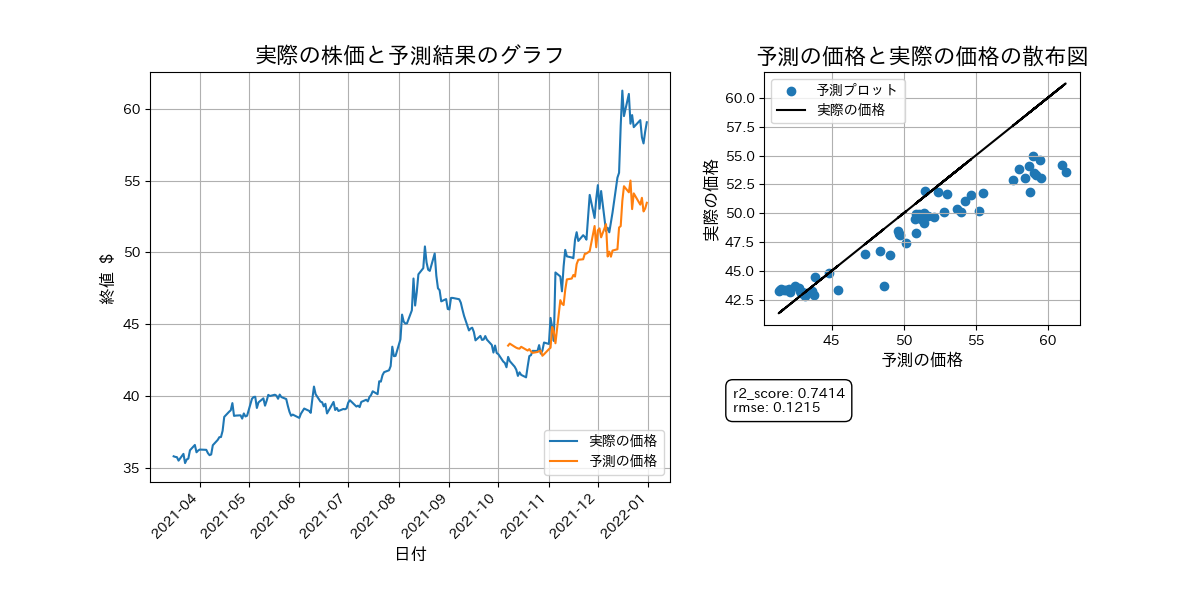 実際の株価と予測結果のグラフ
60
55
50
45
40
35
終値 $
2021-04
2021-05
2021-06
2021-07
2021-08
2021-09
2021-10
2021-11
2021-12
2022-01
日付
実際の価格
予測の価格
予測の価格と実際の価格の散布図
予測プロット
実際の価格
60.0
57.5
55.0
52.5
50.0
47.5
45.0
42.5
実際の価格
45
50
55
60
予測の価格
r2_score: 0.7414
rmse: 0.1215